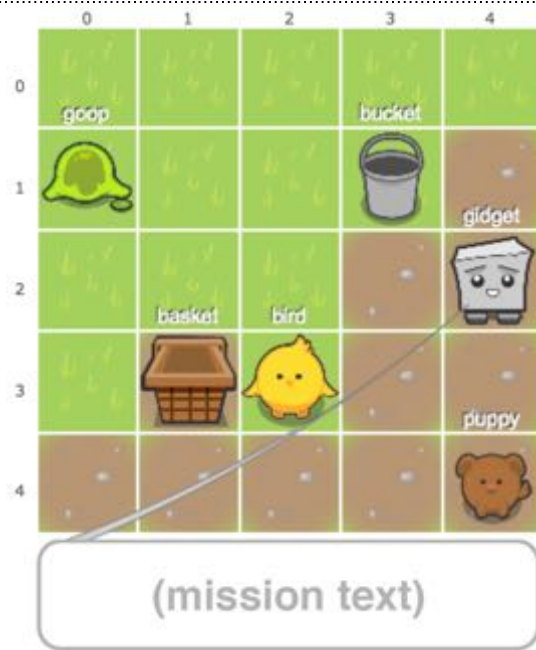 0 1 2 3 4
0
goop bucket
1
gidget
2
basket bird
3
puppy
4
(mission text)